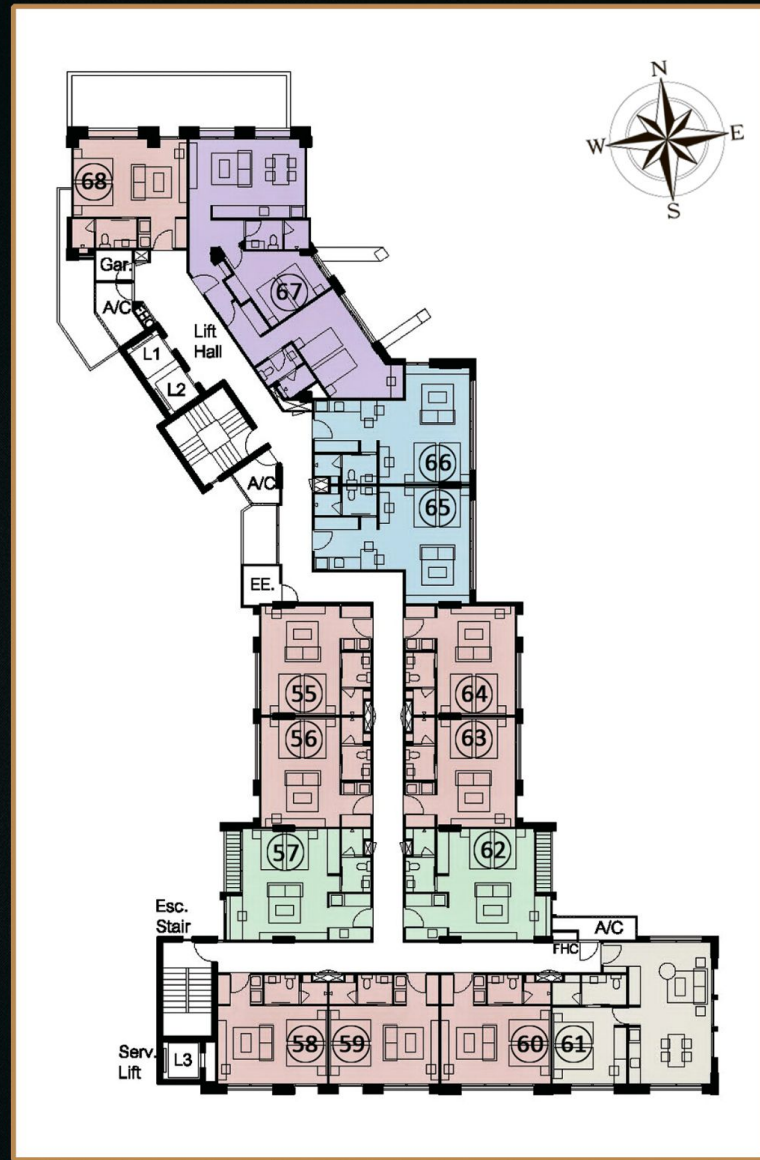 N
W
E
S
68
Gar.
67
A/C
Lift
Hall
L1
L2
66
A/C
65
EE.
55
64
56
63
57
62
Esc.
Stair
A/C
FHC
58
59
60
61
Serv.
Lift
L3